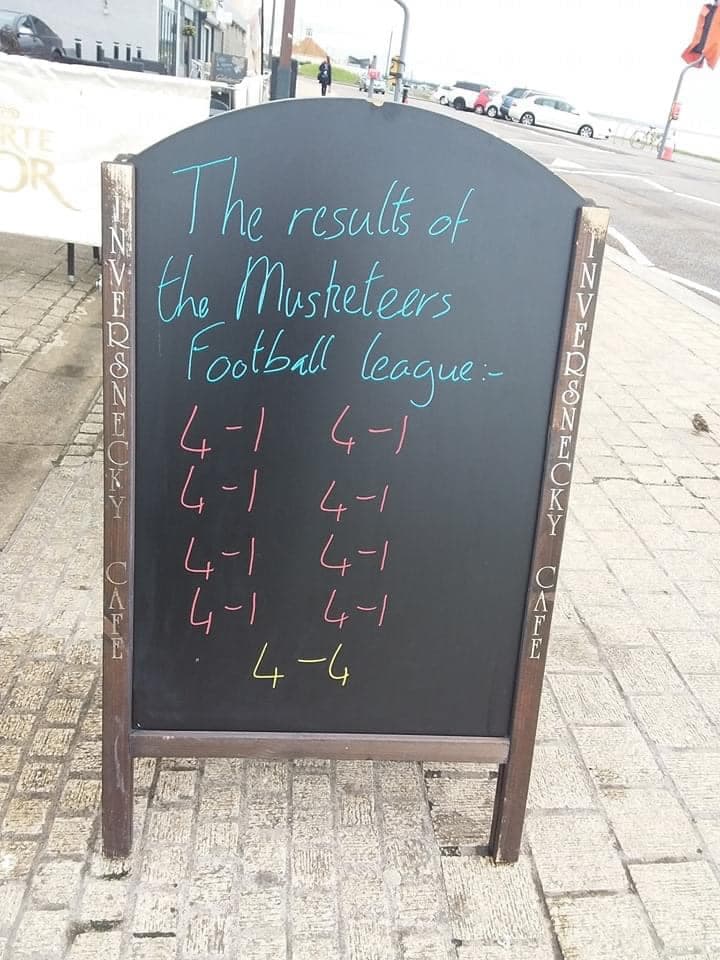 The results of
the Musketeers
Football league:-
4-1 4-1
4-1 4-1
4-1 4-1
4-1 4-1
4-4
INVERSNECKY CAFE
INVERSNECKY CAFE